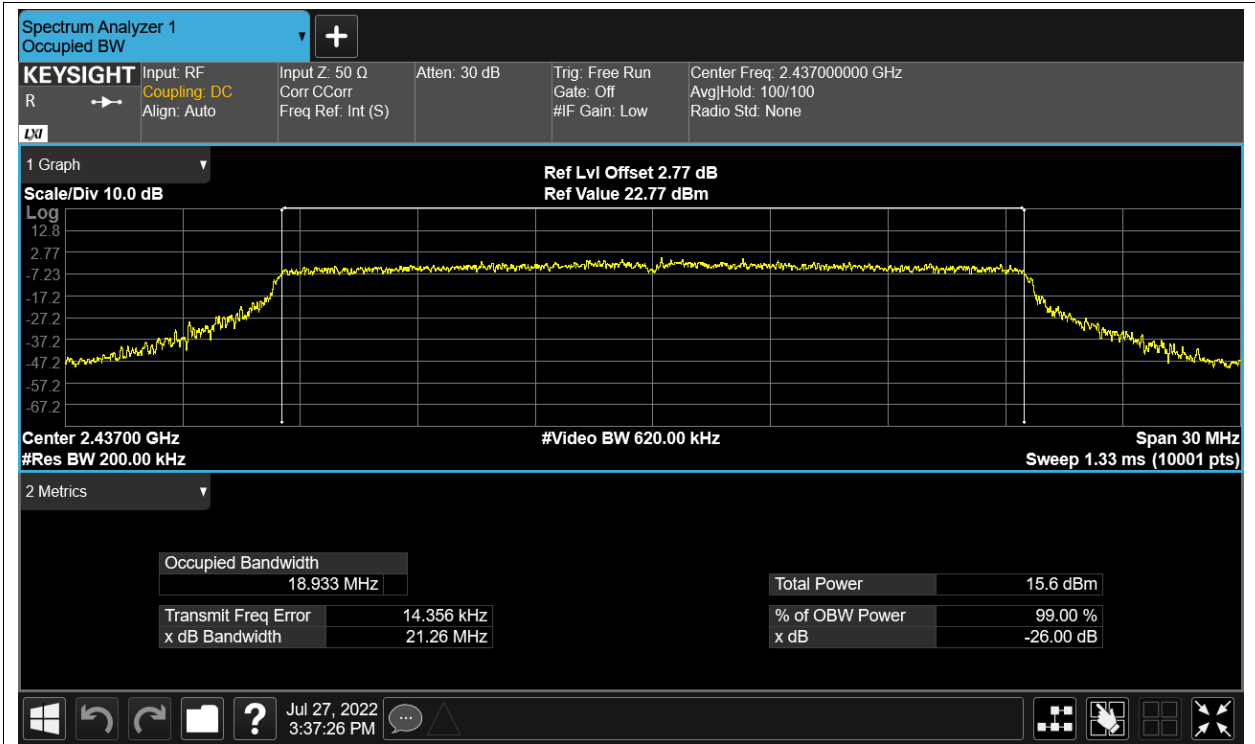 Spectrum Analyzer 1
Occupied BW
KEYSIGHT
R
LXI
Input: RF
Coupling: DC
Align: Auto
Input Z: 50 Ω
Corr CCorr
Freq Ref: Int (S)
Atten: 30 dB
Trig: Free Run
Gate: Off
#IF Gain: Low
Center Freq: 2.437000000 GHz
Avg|Hold: 100/100
Radio Std: None
1 Graph
Scale/Div 10.0 dB
Ref Lvl Offset 2.77 dB
Ref Value 22.77 dBm
Log
12.8
2.77
-7.23
-17.2
-27.2
-37.2
-47.2
-57.2
-67.2
Center 2.43700 GHz
#Res BW 200.00 kHz
#Video BW 620.00 kHz
Span 30 MHz
Sweep 1.33 ms (10001 pts)
2 Metrics
Occupied Bandwidth
18.933 MHz
Transmit Freq Error 14.356 kHz
x dB Bandwidth 21.26 MHz
Total Power 15.6 dBm
% of OBW Power 99.00 %
x dB -26.00 dB
?
Jul 27, 2022
3:37:26 PM